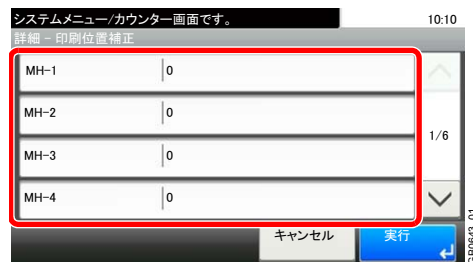 システムメニュー/カウンター画面です。
10:10
詳細 - 印刷位置補正
MH-1 0
MH-2 0
MH-3 0
MH-4 0
1/6
キャンセル
実行
GB0643_01